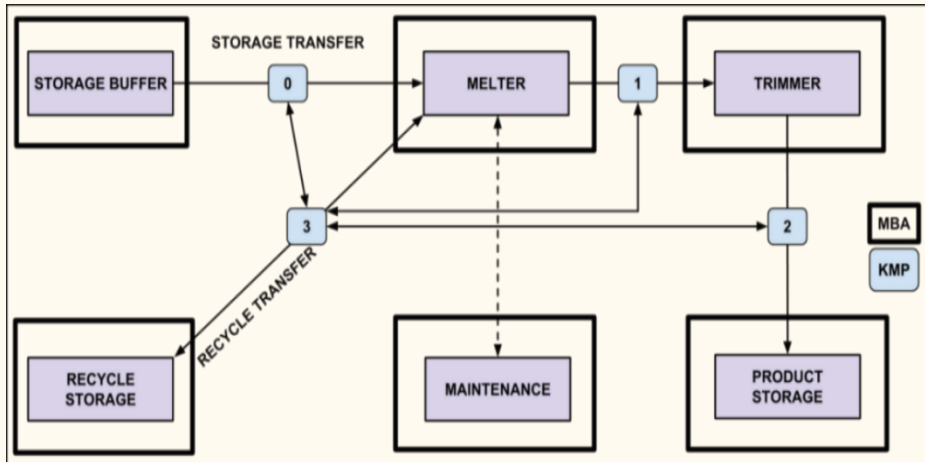 STORAGE TRANSFER
STORAGE BUFFER
0
MELTER
1
TRIMMER
3
2
MBA
KMP
RECYCLE TRANSFER
RECYCLE
STORAGE
MAINTENANCE
PRODUCT
STORAGE